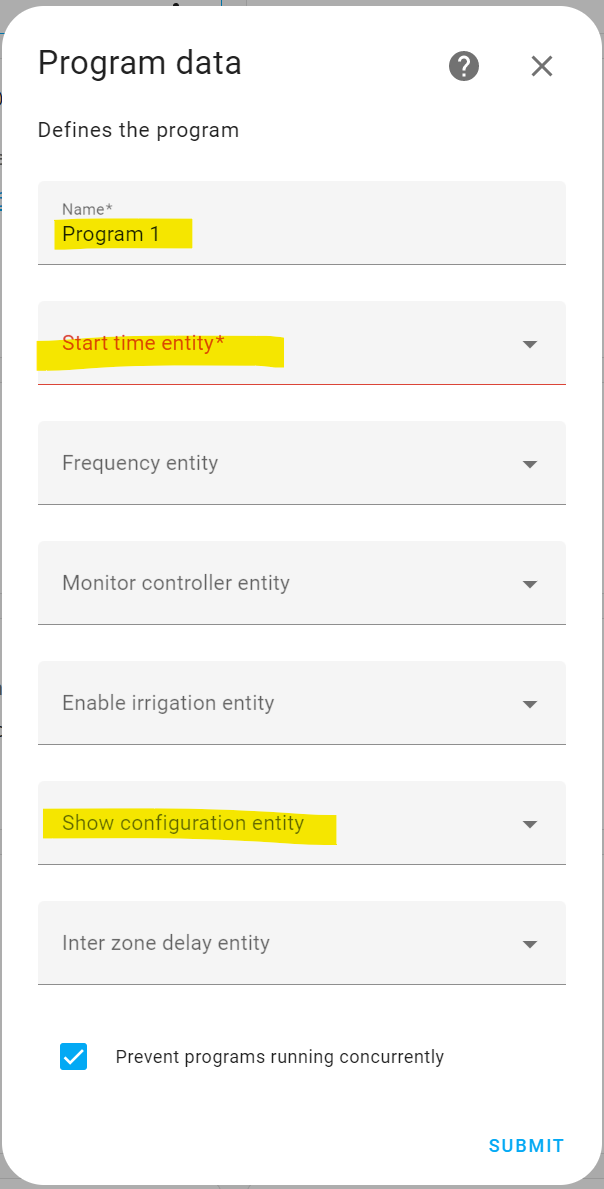 Program data
Defines the program
Name*
Program 1
Start time entity*
Frequency entity
Monitor controller entity
Enable irrigation entity
Show configuration entity
Inter zone delay entity
Prevent programs running concurrently
SUBMIT